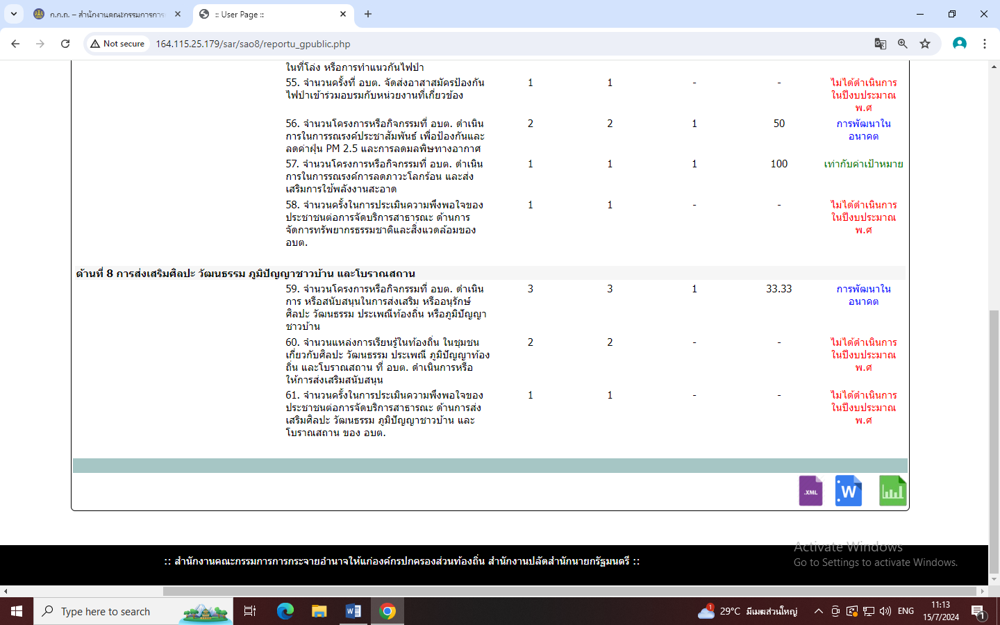 ก.ก.ถ. – สำนักงานคณะกรรมการการ
:: User Page ::
Not secure
164.115.25.179/sar/sao8/reportu_gpublic.php
ในที่โล่ง หรือการทำแนวกันไฟป่า
55. จำนวนครั้งที่ อบต. จัดส่งอาสาสมัครป้องกัน 1 1 - - ไม่ได้ดำเนินการ
ไฟป่าเข้าร่วมอบรมกับหน่วยงานที่เกี่ยวข้อง ในปีงบประมาณ
พ.ศ
56. จำนวนโครงการหรือกิจกรรมที่ อบต. ดำเนิน 2 2 1 50 การพัฒนาใน
การในการรณรงค์ประชาสัมพันธ์ เพื่อป้องกันและ อนาคต
ลดค่าฝุ่น PM 2.5 และการลดมลพิษทางอากาศ
57. จำนวนโครงการหรือกิจกรรมที่ อบต. ดำเนิน 1 1 1 100 เท่ากับค่าเป้าหมาย
การในการรณรงค์การลดภาวะโลกร้อน และส่ง
เสริมการใช้พลังงานสะอาด
58. จำนวนครั้งในการประเมินความพึงพอใจของ 1 1 - - ไม่ได้ดำเนินการ
ประชาชนต่อการจัดบริการสาธารณะ ด้านการ ในปีงบประมาณ
จัดการทรัพยากรธรรมชาติและสิ่งแวดล้อมของ พ.ศ
อบต.
ด้านที่ 8 การส่งเสริมศิลปะ วัฒนธรรม ภูมิปัญญาชาวบ้าน และโบราณสถาน
59. จำนวนโครงการหรือกิจกรรมที่ อบต. ดำเนิน 3 3 1 33.33 การพัฒนาใน
การ หรือสนับสนุนในการส่งเสริม หรืออนุรักษ์ อนาคต
ศิลปะ วัฒนธรรม ประเพณีท้องถิ่น หรือภูมิปัญญา
ชาวบ้าน
60. จำนวนแหล่งการเรียนรู้ในท้องถิ่น ในชุมชน 2 2 - - ไม่ได้ดำเนินการ
เกี่ยวกับศิลปะ วัฒนธรรม ประเพณี ภูมิปัญญาท้อง ในปีงบประมาณ
ถิ่น และโบราณสถาน ที่ อบต. ดำเนินการหรือ พ.ศ
ให้การส่งเสริมสนับสนุน
61. จำนวนครั้งในการประเมินความพึงพอใจของ 1 1 - - ไม่ได้ดำเนินการ
ประชาชนต่อการจัดบริการสาธารณะ ด้านการส่ง ในปีงบประมาณ
เสริมศิลปะ วัฒนธรรม ภูมิปัญญาชาวบ้าน และ พ.ศ
โบราณสถาน ของ อบต.
.XML W
Activate Windows
:: สำนักงานคณะกรรมการการกระจายอำนาจให้แก่องค์กรปกครองส่วนท้องถิ่น สำนักงานปลัดสำนักนายกรัฐมนตรี ::
Go to Settings to activate Windows.
Type here to search
1
29°C มีเมฆส่วนใหญ่
ENG
11:13
15/7/2024
1